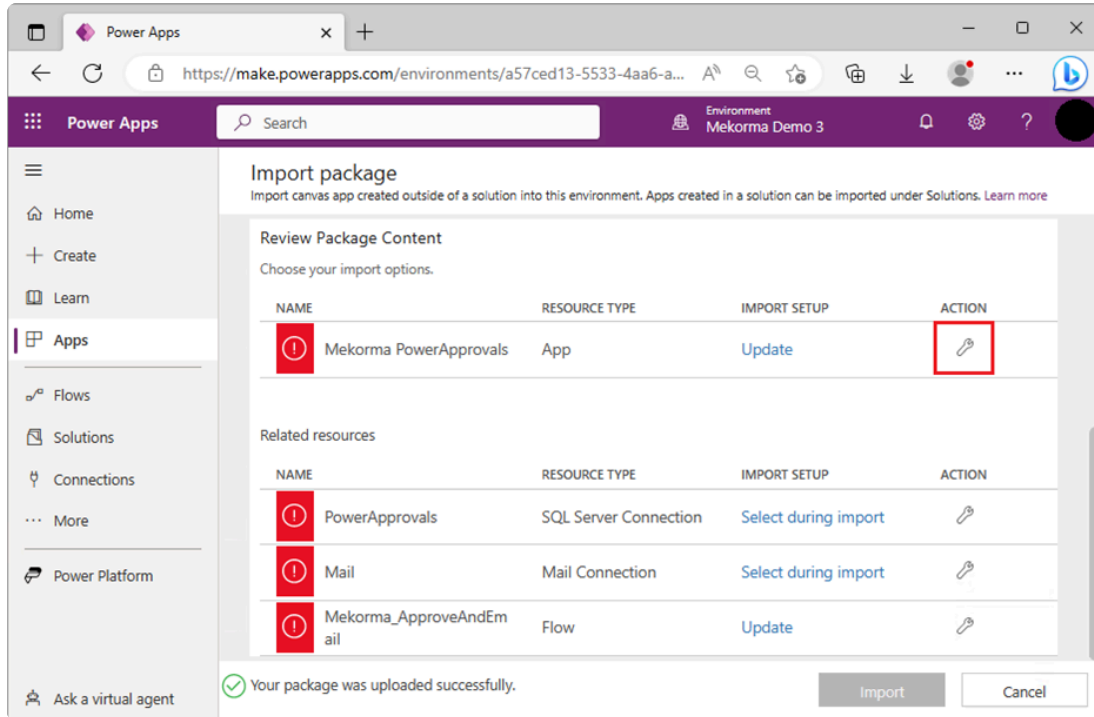 Power Apps
https://make.powerapps.com/environments/a57ced13-5533-4aa6-a...
Power Apps
Search
Environment
Mekorma Demo 3
Home
Create
Learn
Apps
Flows
Solutions
Connections
More
Power Platform
Ask a virtual agent
Import package
Import canvas app created outside of a solution into this environment. Apps created in a solution can be imported under Solutions. Learn more
Review Package Content
Choose your import options.
NAME RESOURCE TYPE IMPORT SETUP ACTION
Mekorma PowerApprovals App Update
Related resources
NAME RESOURCE TYPE IMPORT SETUP ACTION
PowerApprovals SQL Server Connection Select during import
Mail Mail Connection Select during import
Mekorma_ApproveAndEm
ail
Flow Update
Your package was uploaded successfully.
Import Cancel